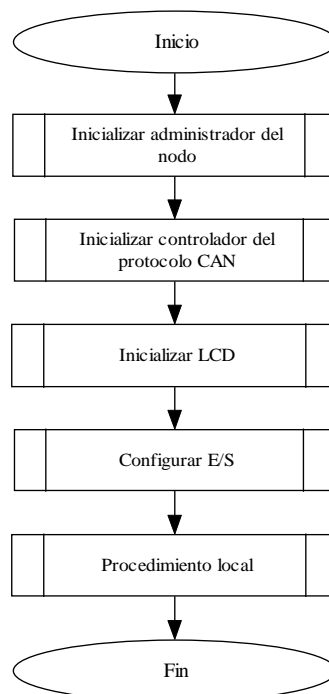 Inicio
Inicializar administrador del
nodo
Inicializar controlador del
protocolo CAN
Inicializar LCD
Configurar E/S
Procedimiento local
Fin